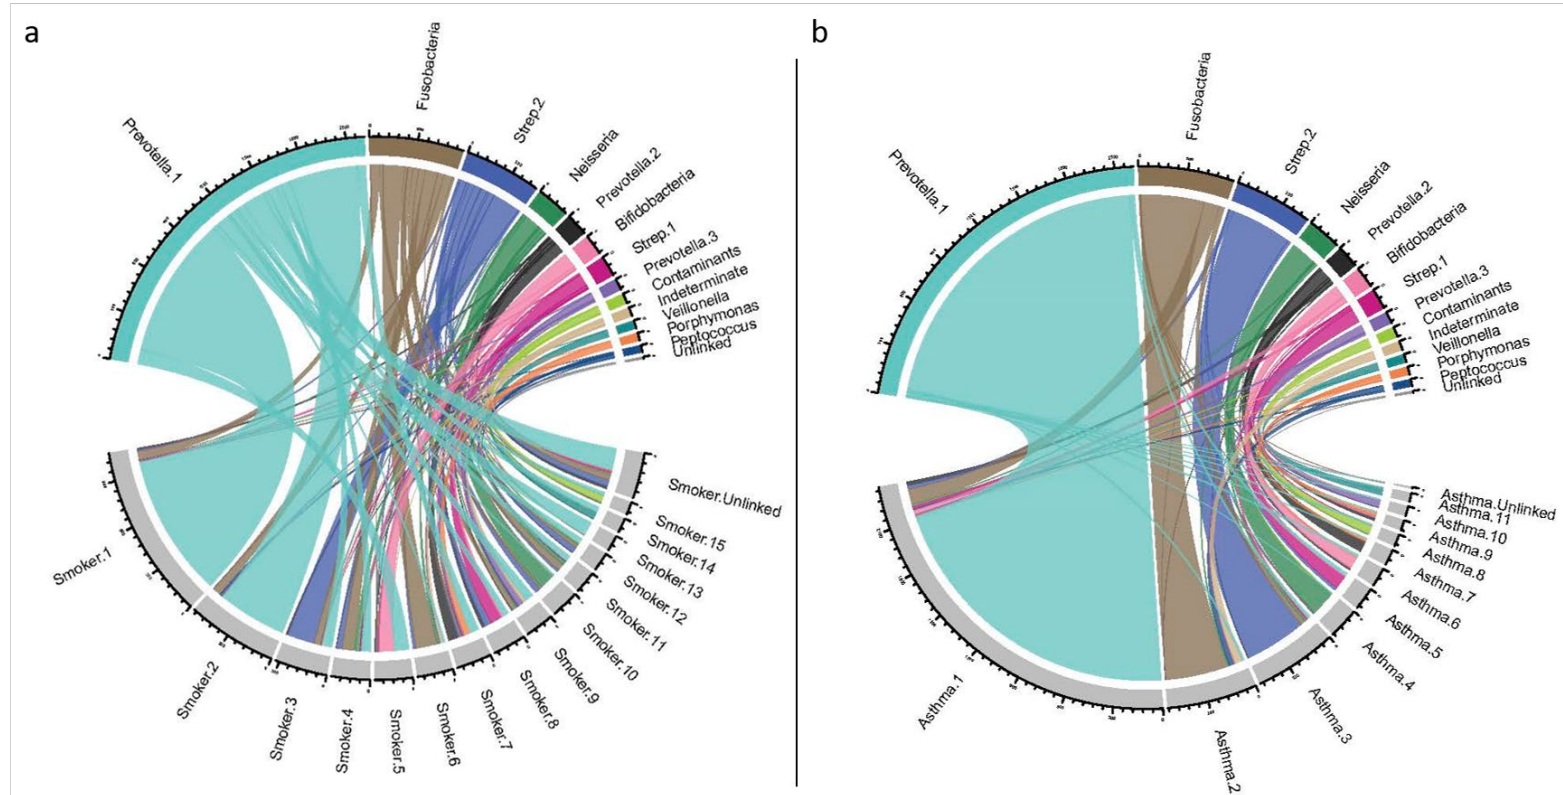 a
Prevotella.1
Fusobacteria
Strep.2
Neisseria
Prevotella.2
Bifidobacteria
Strep.1
Prevotella.3
Contaminants
Indeterminate
Veillonella
Porphymonas
Peptococcus
Unlinked
Smoker.Unlinked
Smoker.15
Smoker.14
Smoker.13
Smoker.12
Smoker.11
Smoker.10
Smoker.9
Smoker.8
Smoker.7
Smoker.6
Smoker.5
Smoker.4
Smoker.3
Smoker.2
Smoker.1
b
Prevotella.1
Fusobacteria
Strep.2
Neisseria
Prevotella.2
Bifidobacteria
Strep.1
Prevotella.3
Contaminants
Indeterminate
Veillonella
Porphymonas
Peptococcus
Unlinked
Asthma.Unlinked
Asthma.11
Asthma.10
Asthma.9
Asthma.8
Asthma.7
Asthma.6
Asthma.5
Asthma.4
Asthma.3
Asthma.2
Asthma.1